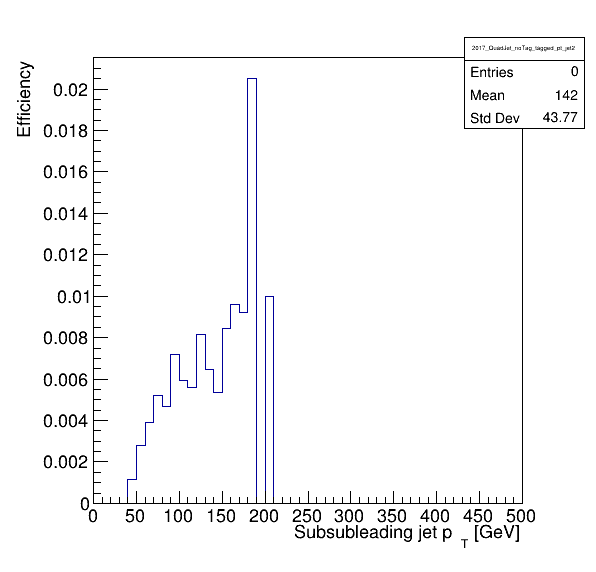 2017_QuadJet_noTag_tagged_pt_jet2
Entries 0
Mean 142
Std Dev 43.77
Efficiency
0.02
0.018
0.016
0.014
0.012
0.01
0.008
0.006
0.004
0.002
0
0 50 100 150 200 250 300 350 400 450 500
Subsubleading jet p T [GeV]